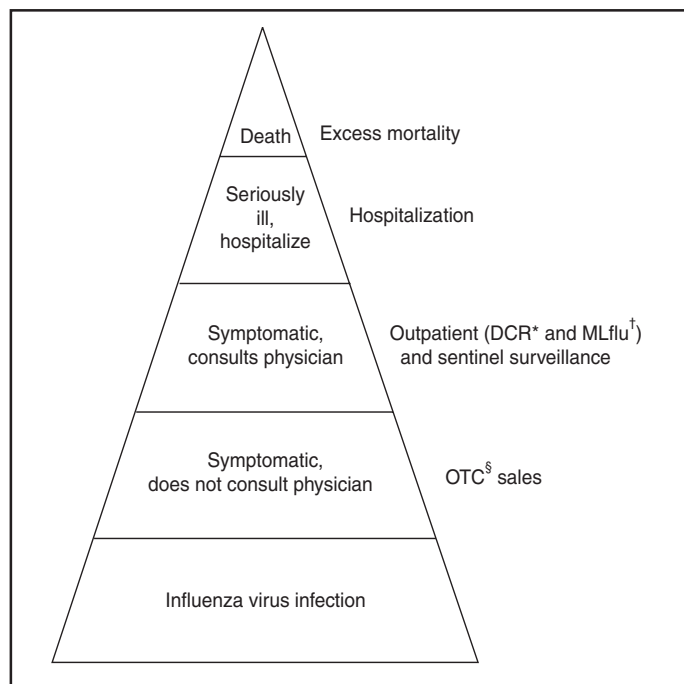 Death
Excess mortality
Seriously
ill,
hospitalize
Hospitalization
Symptomatic,
consults physician
Outpatient (DCR* and MLflu†)
and sentinel surveillance
Symptomatic,
does not consult physician
OTC§ sales
Influenza virus infection